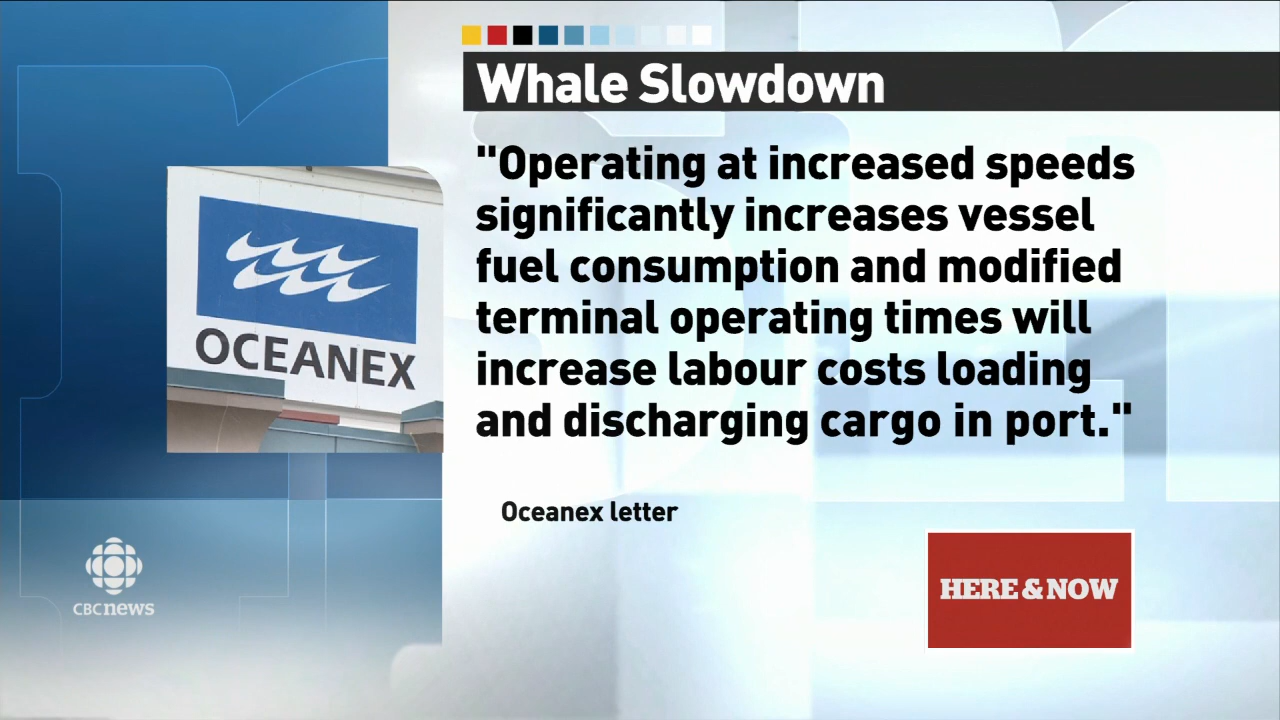 Whale Slowdown
"Operating at increased speeds
significantly increases vessel
fuel consumption and modified
terminal operating times will
increase labour costs loading
and discharging cargo in port."
Oceanex letter
OCEANEX
CBCnews
HERE & NOW